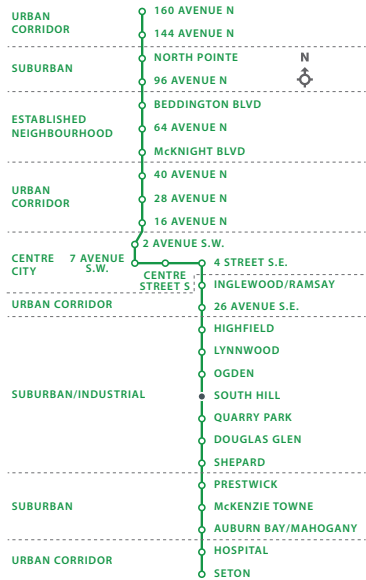 URBAN
CORRIDOR
160 AVENUE N
144 AVENUE N
SUBURBAN
NORTH POINTE
96 AVENUE N
N
ESTABLISHED
NEIGHBOURHOOD
BEDDINGTON BLVD
64 AVENUE N
McKNIGHT BLVD
URBAN
CORRIDOR
40 AVENUE N
28 AVENUE N
16 AVENUE N
CENTRE
CITY
2 AVENUE S.W.
7 AVENUE
S.W.
CENTRE
STREET S
4 STREET S.E.
URBAN CORRIDOR
INGLEWOOD/RAMSAY
26 AVENUE S.E.
SUBURBAN/INDUSTRIAL
HIGHFIELD
LYNNWOOD
OGDEN
SOUTH HILL
QUARRY PARK
DOUGLAS GLEN
SHEPARD
SUBURBAN
PRESTWICK
McKENZIE TOWNE
AUBURN BAY/MAHOGANY
URBAN CORRIDOR
HOSPITAL
SETON